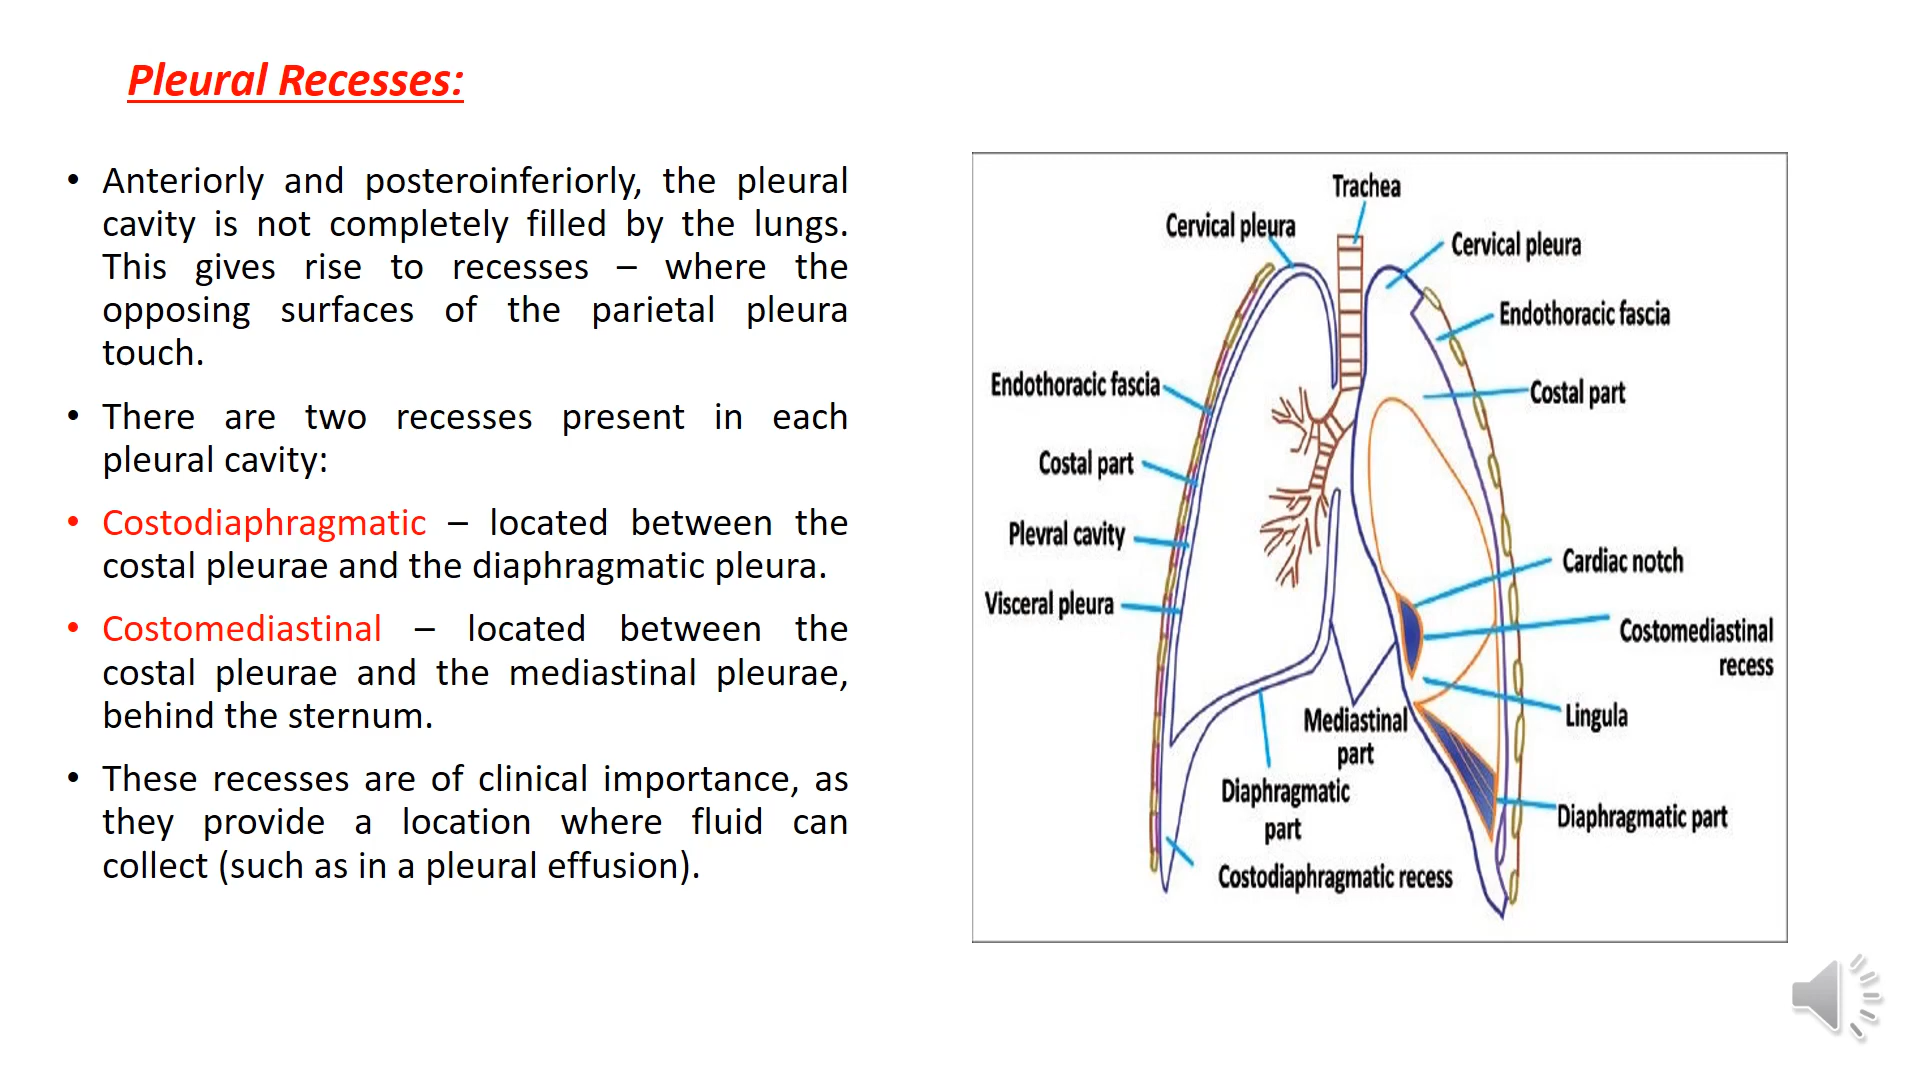 Pleural Recesses:
• Anteriorly and posteroinferiorly, the pleural
cavity is not completely filled by the lungs.
This gives rise to recesses – where the
opposing surfaces of the parietal pleura
touch.
• There are two recesses present in each
pleural cavity:
• Costodiaphragmatic – located between the
costal pleurae and the diaphragmatic pleura.
• Costomediastinal – located between the
costal pleurae and the mediastinal pleurae,
behind the sternum.
• These recesses are of clinical importance, as
they provide a location where fluid can
collect (such as in a pleural effusion).
Trachea
Cervical pleura
Cervical pleura
Endothoracic fascia
Endothoracic fascia
Costal part
Costal part
Plevral cavity
Cardiac notch
Visceral pleura
Costomediastinal
recess
Lingula
Mediastinal
part
Diaphragmatic
part
Diaphragmatic part
Costodiaphragmatic recess